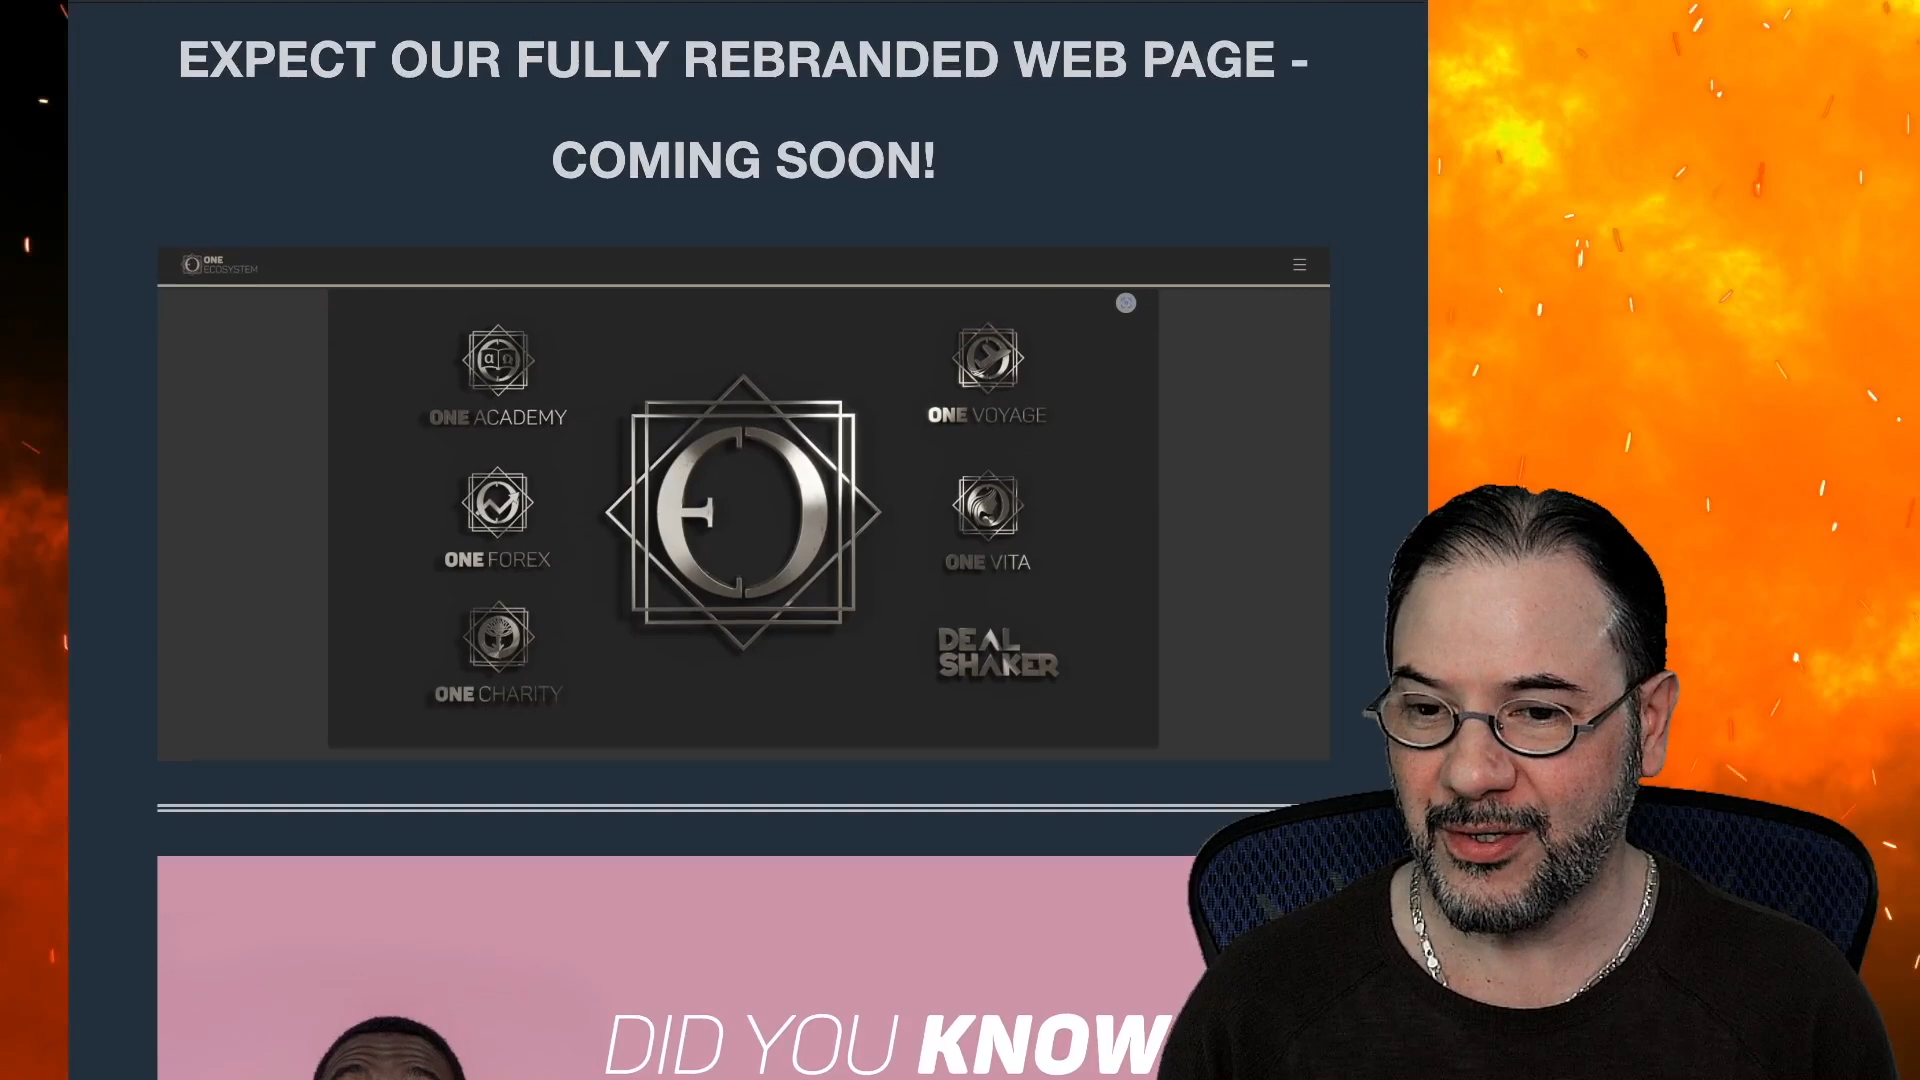 EXPECT OUR FULLY REBRANDED WEB PAGE -
COMING SOON!
ONE
ECOSYSTEM
ONE ACADEMY
ONE VOYAGE
ONE FOREX
ONE VITA
ONE CHARITY
DEAL
SHAKER
DID YOU KNOW